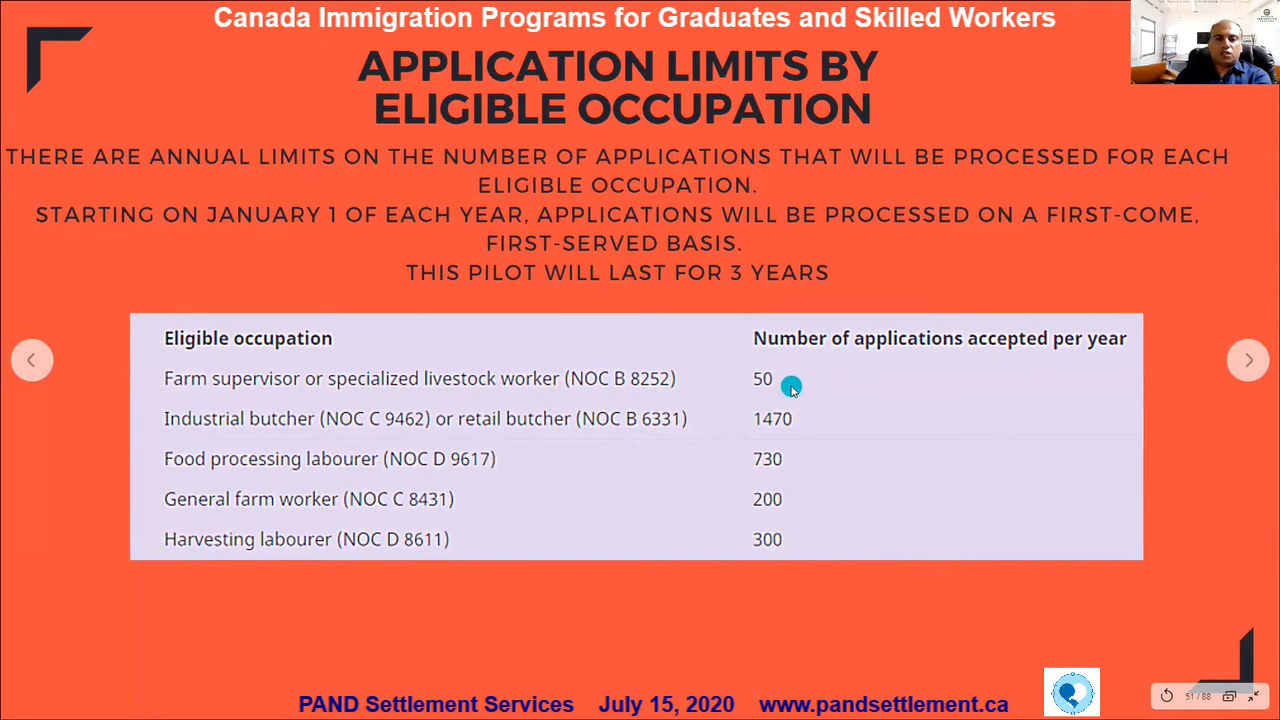 Canada Immigration Programs for Graduates and Skilled Workers
APPLICATION LIMITS BY
ELIGIBLE OCCUPATION
THERE ARE ANNUAL LIMITS ON THE NUMBER OF APPLICATIONS THAT WILL BE PROCESSED FOR EACH
ELIGIBLE OCCUPATION.
STARTING ON JANUARY 1 OF EACH YEAR, APPLICATIONS WILL BE PROCESSED ON A FIRST-COME,
FIRST-SERVED BASIS.
THIS PILOT WILL LAST FOR 3 YEARS
Eligible occupation Number of applications accepted per year
Farm supervisor or specialized livestock worker (NOC B 8252) 50
Industrial butcher (NOC C 9462) or retail butcher (NOC B 6331) 1470
Food processing labourer (NOC D 9617) 730
General farm worker (NOC C 8431) 200
Harvesting labourer (NOC D 8611) 300
PAND Settlement Services July 15, 2020 www.pandsettlement.ca
51 / 88